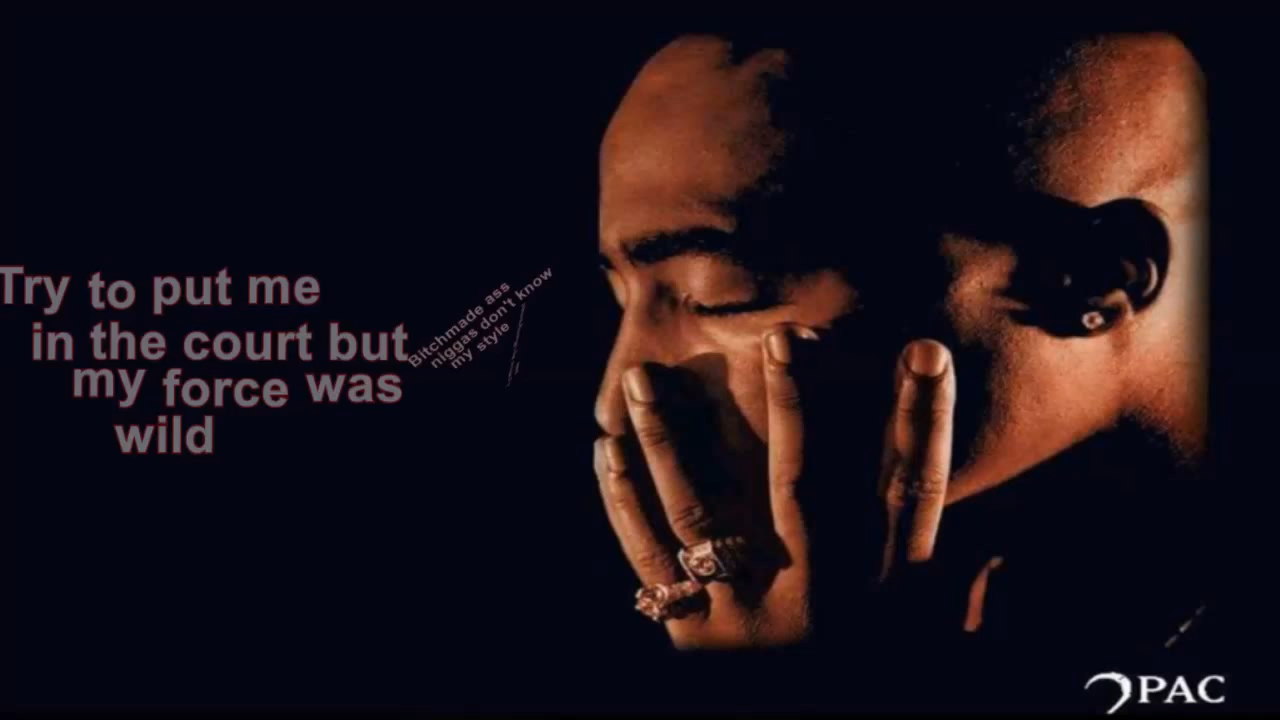 Try to put me
in the court but
my force was
wild
Bitchmade ass
niggas don't know
my style
2PAC